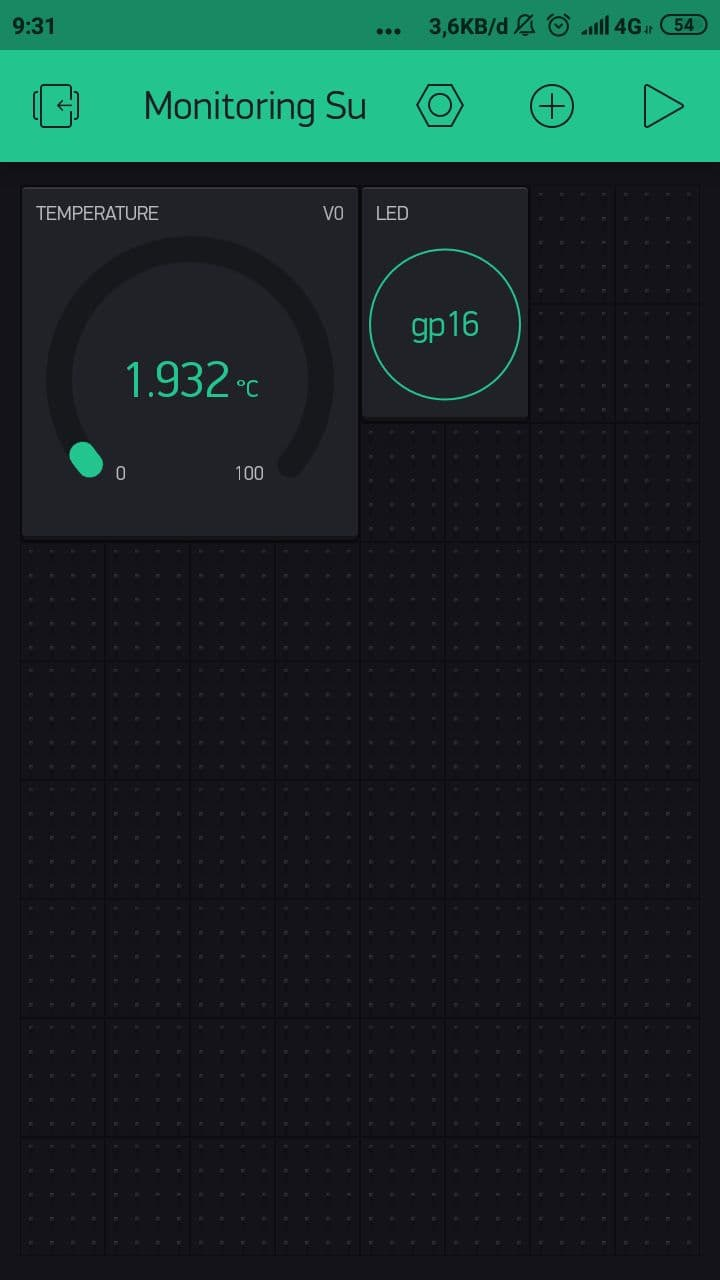 9:31 ... 3,6KB/d 4G 54
Monitoring Su
TEMPERATURE V0
LED
gp16
1.932 °C
0 100